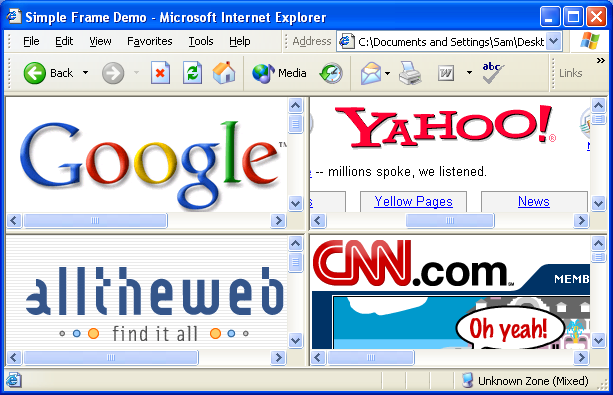 Simple Frame Demo - Microsoft Internet Explorer
File Edit View Favorites Tools Help Address C:\Documents and Settings\Sam\Deskt
Back Media W abc Links »
Google™
YAHOO!®
-- millions spoke, we listened.
s Yellow Pages News
alltheweb
find it all
CNN.com
MEMB
Oh yeah!
Unknown Zone (Mixed)